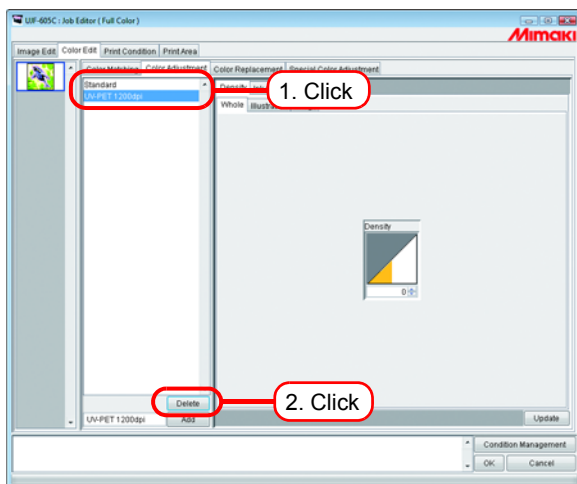 UJF-605C : Job Editor ( Full Color )
Mimaki
Image Edit Color Edit Print Condition Print Area
Color Matching Color Adjustment Color Replacement Special Color Adjustment
Standard
UV-PET 1200dpi
1. Click
Density
Whole
Density
0
Delete
2. Click
UV-PET 1200dpi Add
Update
Condition Management
OK Cancel